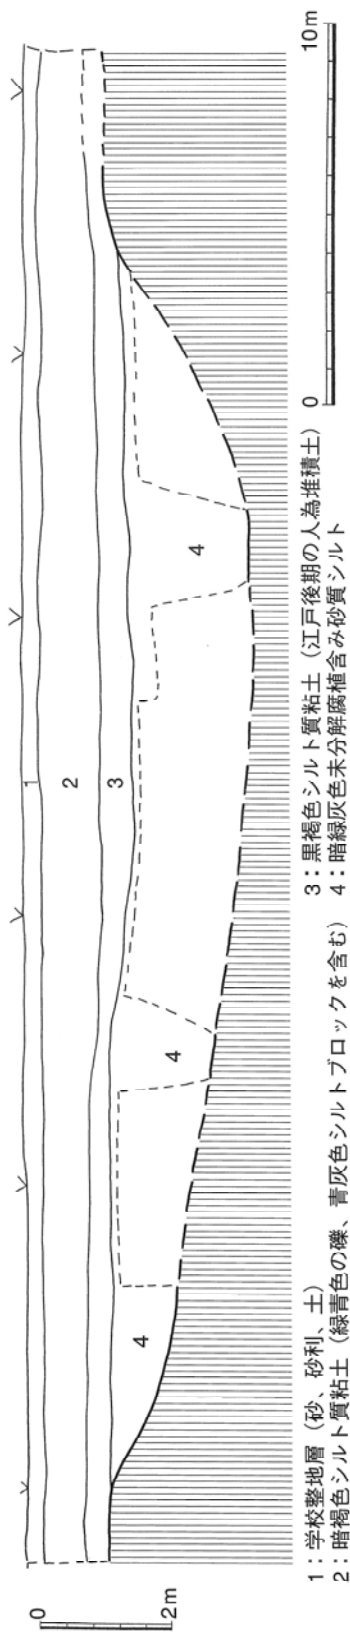 0
2m
1
2
3
4
4
4
0
10m
1：学校整地層（砂、砂利、土）
2：暗褐色シルト質粘土（緑青色の礫、青灰色シルトブロックを含む）
3：黒褐色シルト質粘土（江戸後期の人為堆積土）
4：暗緑灰色未分解腐植含み砂質シルト